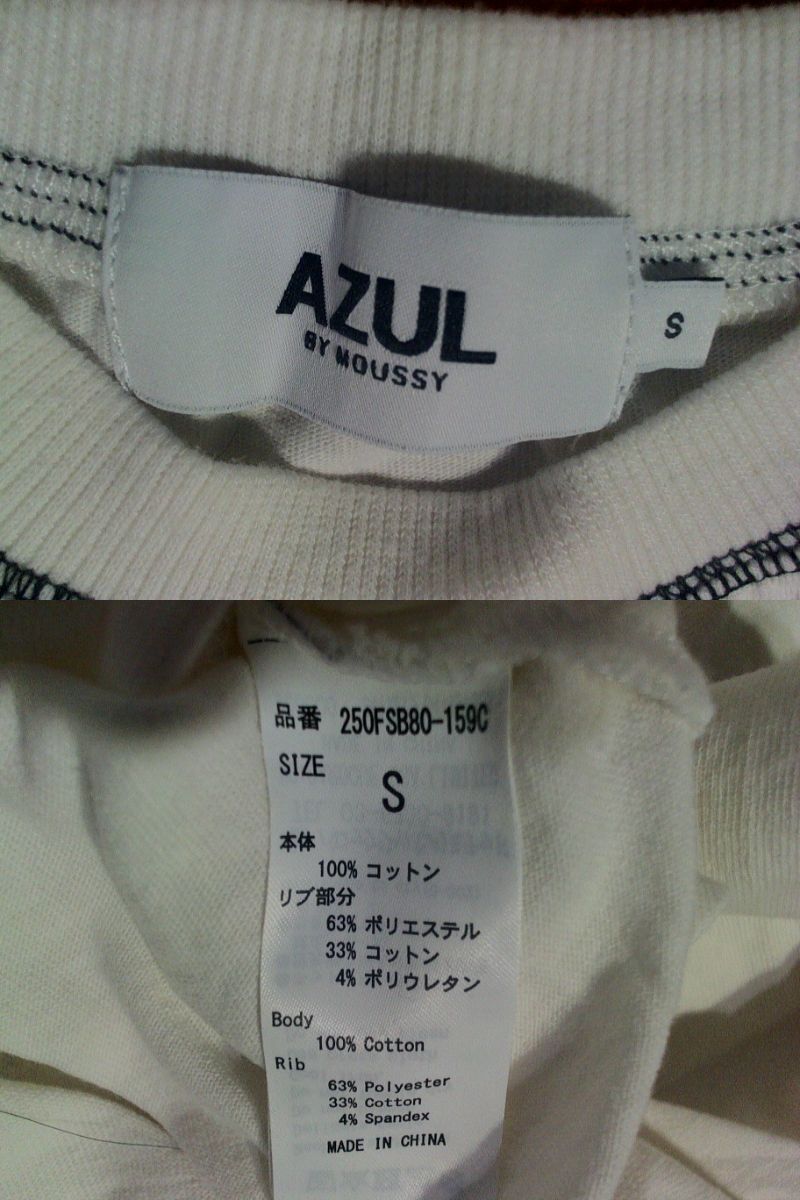 AZUL
BY MOUSSY
S
品番 250FSB80-159C
SIZE
S
本体
100% コットン
リブ部分
63% ポリエステル
33% コットン
4% ポリウレタン
Body
100% Cotton
Rib
63% Polyester
33% Cotton
4% Spandex
MADE IN CHINA